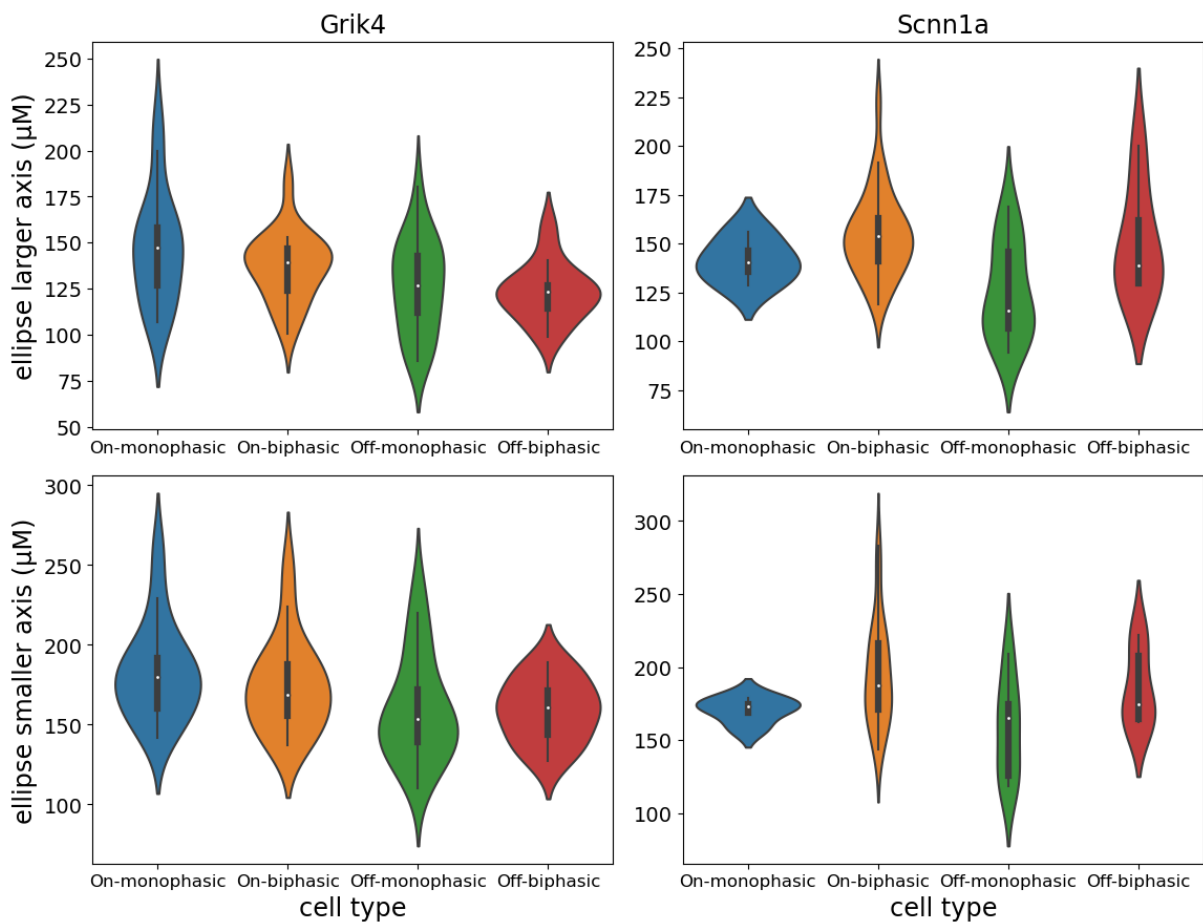 Grik4
Scnn1a
ellipse larger axis (µM)
250
225
200
175
150
125
100
75
50
250
225
200
175
150
125
100
75
On-monophasic On-biphasic Off-monophasic Off-biphasic
On-monophasic On-biphasic Off-monophasic Off-biphasic
ellipse smaller axis (µM)
300
250
200
150
100
300
250
200
150
100
On-monophasic On-biphasic Off-monophasic Off-biphasic
cell type
On-monophasic On-biphasic Off-monophasic Off-biphasic
cell type